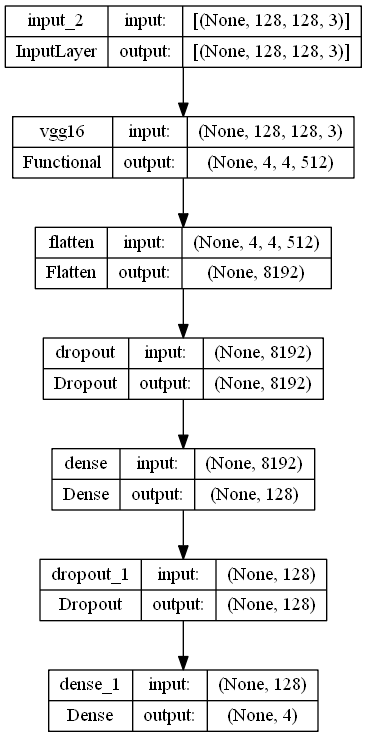 input_2 input: [(None, 128, 128, 3)]
InputLayer output: [(None, 128, 128, 3)]
vgg16 input: (None, 128, 128, 3)
Functional output: (None, 4, 4, 512)
flatten input: (None, 4, 4, 512)
Flatten output: (None, 8192)
dropout input: (None, 8192)
Dropout output: (None, 8192)
dense input: (None, 8192)
Dense output: (None, 128)
dropout_1 input: (None, 128)
Dropout output: (None, 128)
dense_1 input: (None, 128)
Dense output: (None, 4)